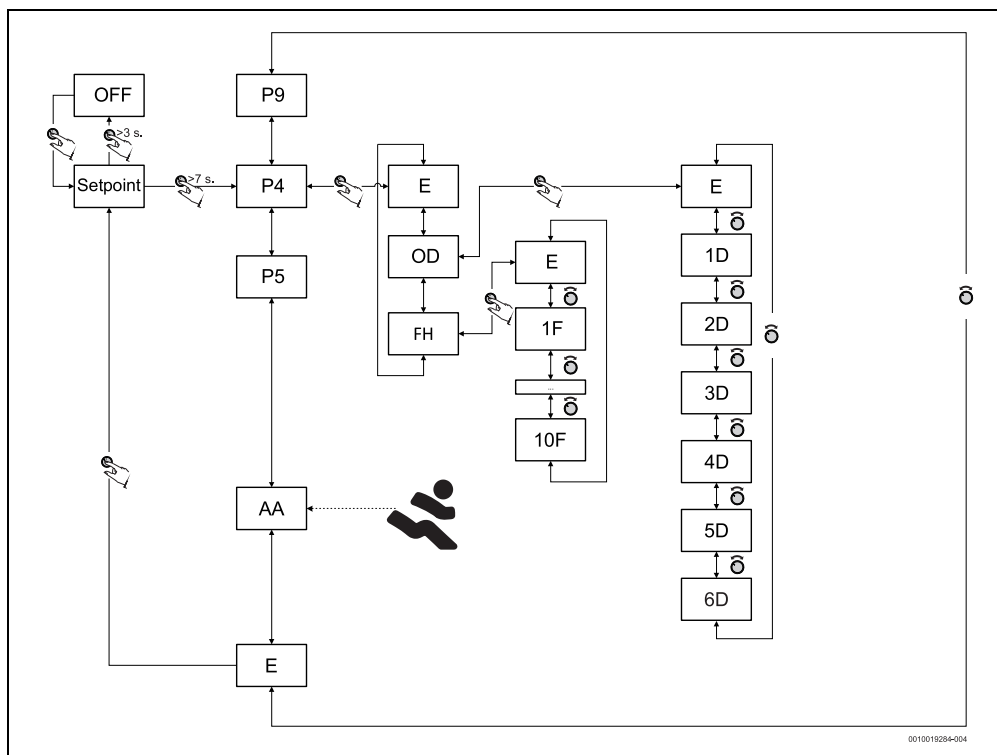 OFF
P9
>3 s.
Setpoint
>7 s.
P4
E
E
OD
E
1D
P5
FH
1F
2D
...
3D
10F
4D
AA
5D
6D
E
0010019284-004